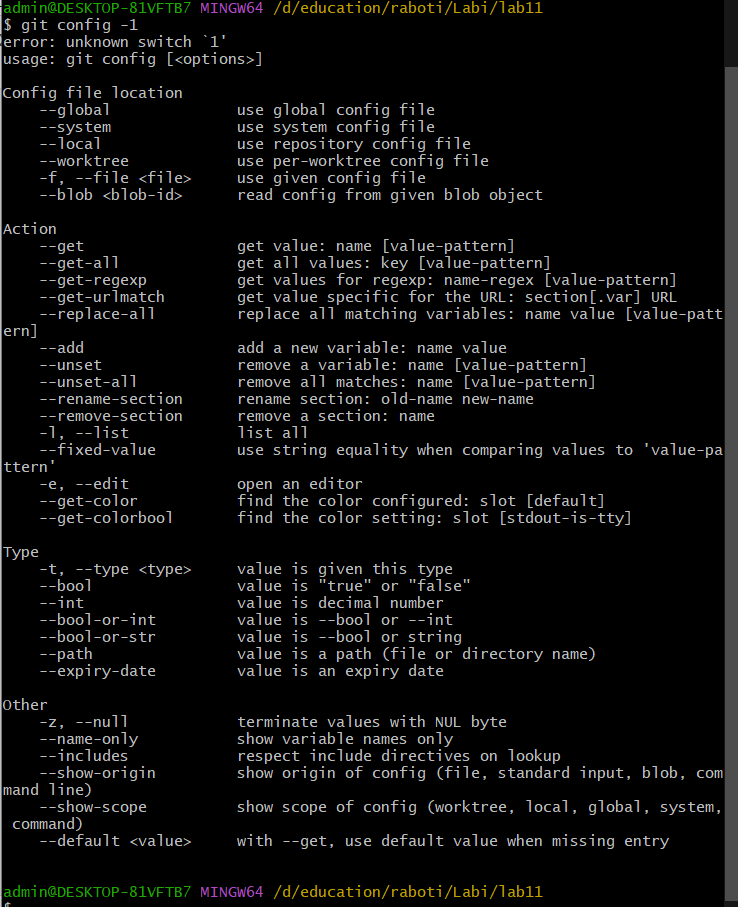 admin@DESKTOP-81VFTB7 MINGW64 /d/education/raboti/Labi/lab11
$ git config -1
error: unknown switch `1'
usage: git config [<options>]

Config file location
    --global              use global config file
    --system              use system config file
    --local               use repository config file
    --worktree            use per-worktree config file
    -f, --file <file>     use given config file
    --blob <blob-id>      read config from given blob object

Action
    --get                 get value: name [value-pattern]
    --get-all             get all values: key [value-pattern]
    --get-regexp          get values for regexp: name-regex [value-pattern]
    --get-urlmatch        get value specific for the URL: section[.var] URL
    --replace-all         replace all matching variables: name value [value-patt
ern]
    --add                 add a new variable: name value
    --unset               remove a variable: name [value-pattern]
    --unset-all           remove all matches: name [value-pattern]
    --rename-section      rename section: old-name new-name
    --remove-section      remove a section: name
    -l, --list            list all
    --fixed-value         use string equality when comparing values to 'value-pa
ttern'
    -e, --edit            open an editor
    --get-color           find the color configured: slot [default]
    --get-colorbool       find the color setting: slot [stdout-is-tty]

Type
    -t, --type <type>     value is given this type
    --bool                value is "true" or "false"
    --int                 value is decimal number
    --bool-or-int         value is --bool or --int
    --bool-or-str         value is --bool or string
    --path                value is a path (file or directory name)
    --expiry-date         value is an expiry date

Other
    -z, --null            terminate values with NUL byte
    --name-only           show variable names only
    --includes            respect include directives on lookup
    --show-origin         show origin of config (file, standard input, blob, com
mand line)
    --show-scope          show scope of config (worktree, local, global, system,
 command)
    --default <value>     with --get, use default value when missing entry

admin@DESKTOP-81VFTB7 MINGW64 /d/education/raboti/Labi/lab11